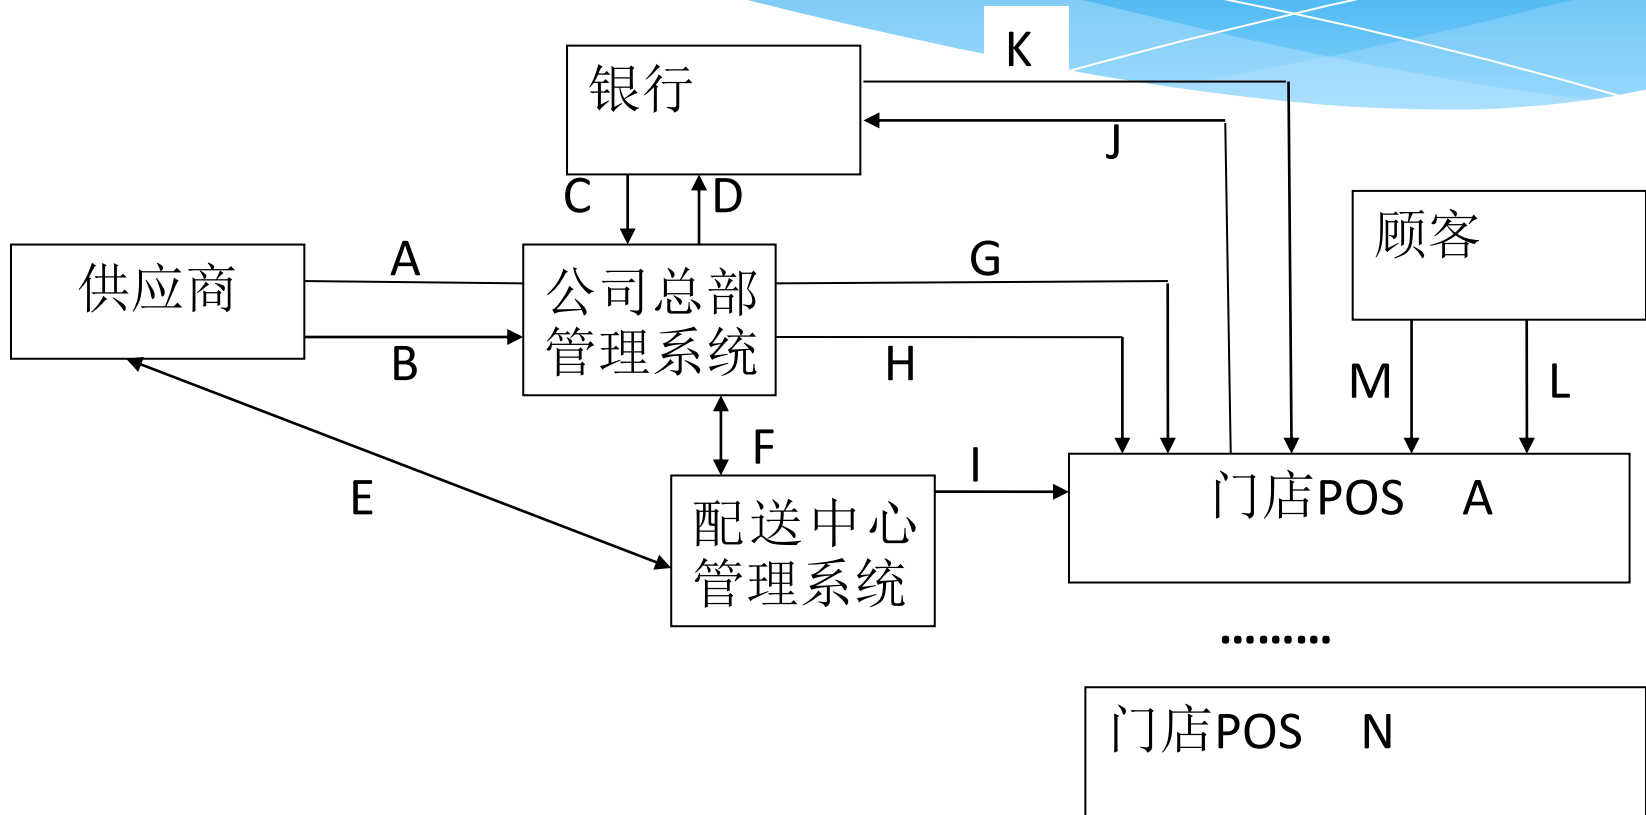 K
银行
J
C
D
顾客
A
G
供应商
公司总部
管理系统
B
H
M
L
F
I
E
配送中心
管理系统
门店POS A
..........
门店POS N